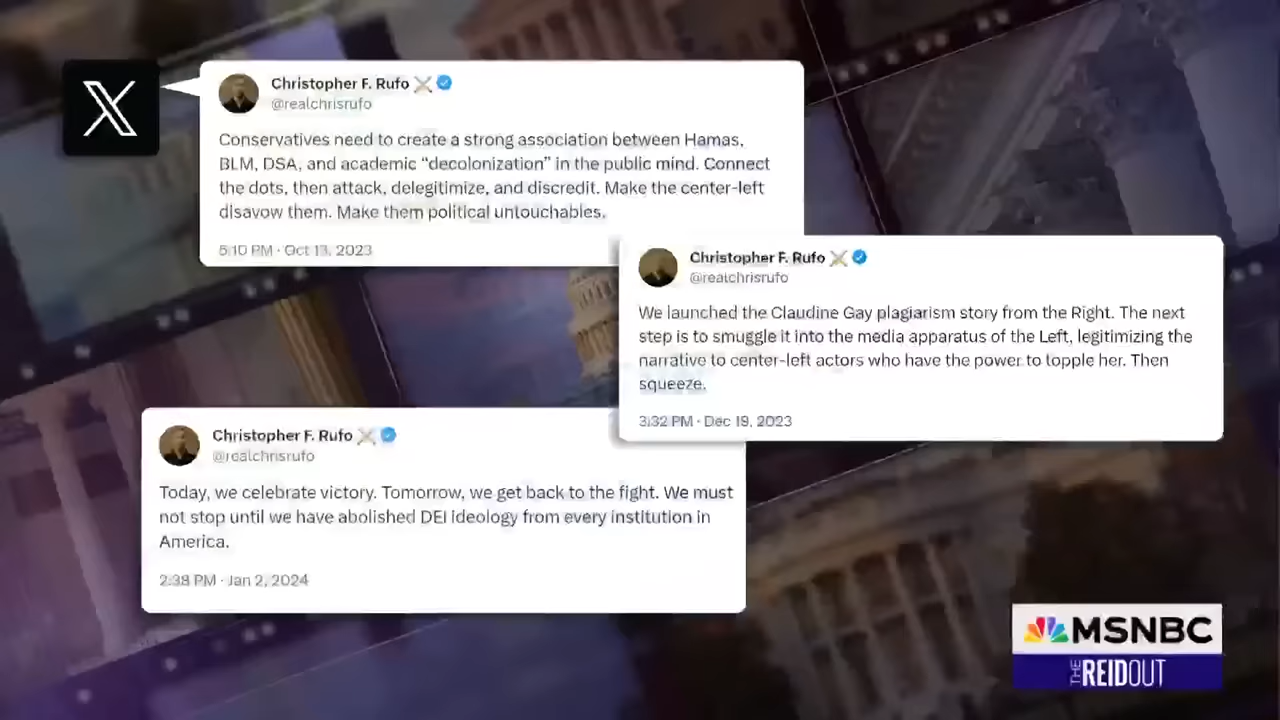 X
Christopher F. Rufo
@realchrisrufo
Conservatives need to create a strong association between Hamas,
BLM, DSA, and academic “decolonization” in the public mind. Connect
the dots, then attack, delegitimize, and discredit. Make the center-left
disavow them. Make them political untouchables.
5:10 PM · Oct 13, 2023
Christopher F. Rufo
@realchrisrufo
We launched the Claudine Gay plagiarism story from the Right. The next
step is to smuggle it into the media apparatus of the Left, legitimizing the
narrative to center-left actors who have the power to topple her. Then
squeeze.
3:32 PM · Dec 19, 2023
Christopher F. Rufo
@realchrisrufo
Today, we celebrate victory. Tomorrow, we get back to the fight. We must
not stop until we have abolished DEI ideology from every institution in
America.
2:38 PM · Jan 2, 2024
MSNBC
THE REIDOUT